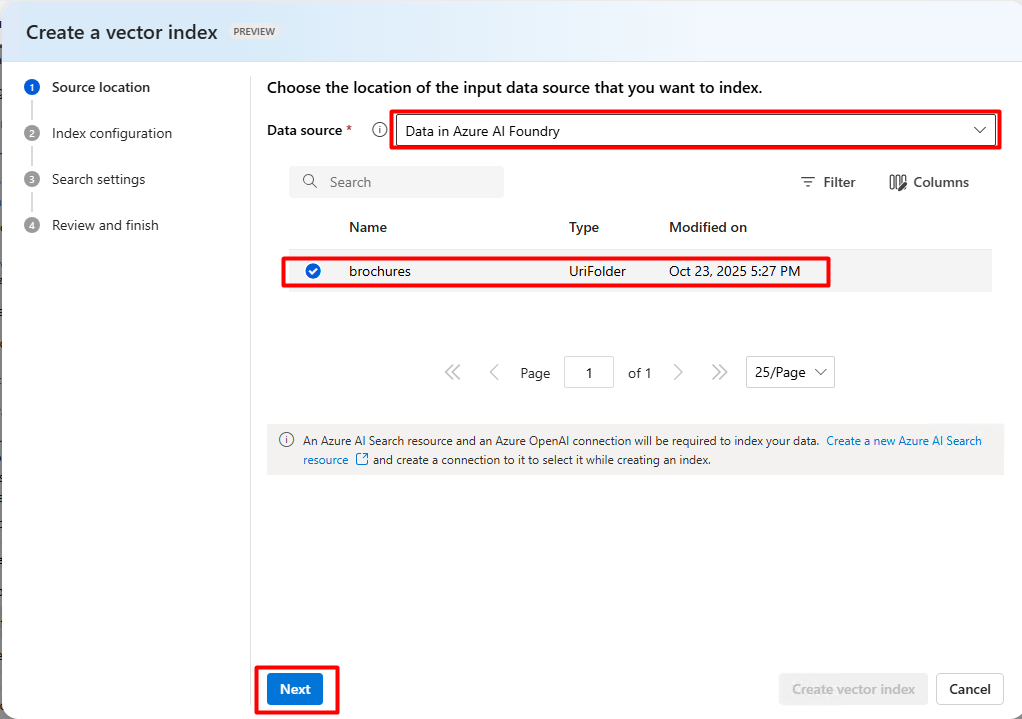 Create a vector index PREVIEW
1 Source location
2 Index configuration
3 Search settings
4 Review and finish
Choose the location of the input data source that you want to index.
Data source * Data in Azure AI Foundry
Search Filter Columns
Name Type Modified on
brochures UriFolder Oct 23, 2025 5:27 PM
Page 1 of 1 25/Page
An Azure AI Search resource and an Azure OpenAI connection will be required to index your data. Create a new Azure AI Search
resource and create a connection to it to select it while creating an index.
Next Create vector index Cancel